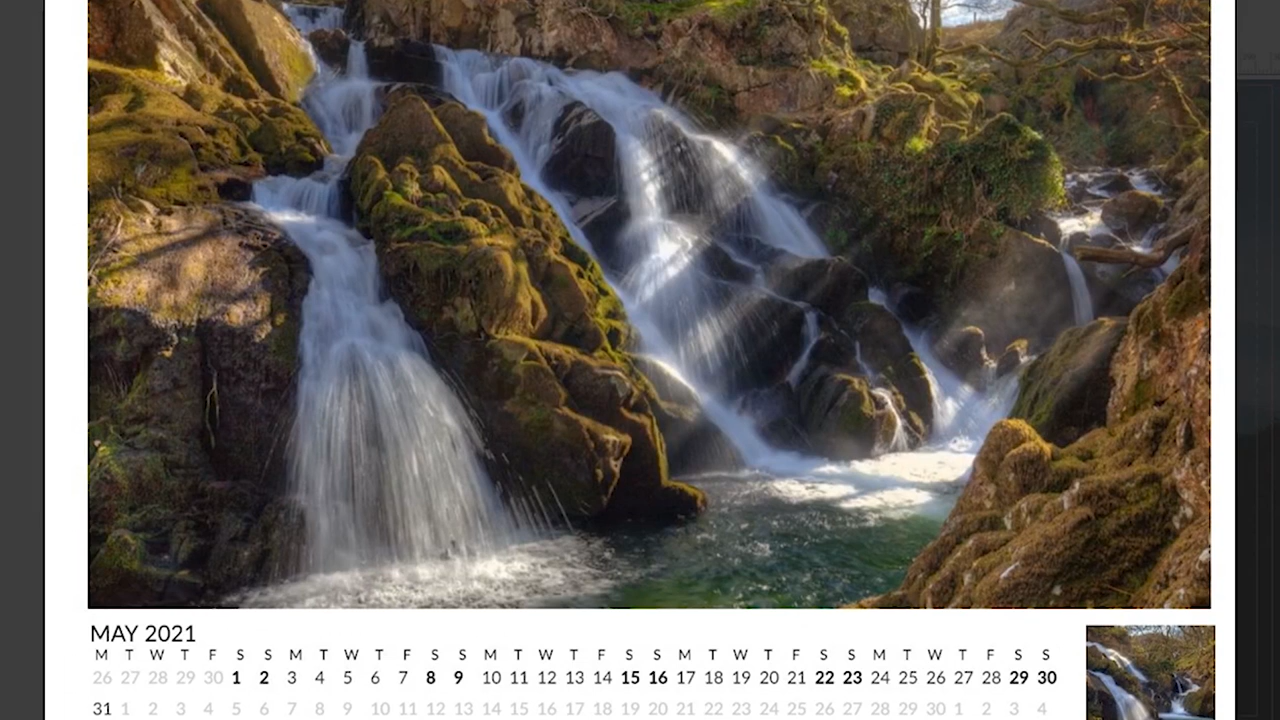 MAY 2021
M T W T F S S M T W T F S S M T W T F S S M T W T F S S M T W T F S S
26 27 28 29 30 1 2 3 4 5 6 7 8 9 10 11 12 13 14 15 16 17 18 19 20 21 22 23 24 25 26 27 28 29 30
31 1 2 3 4 5 6 7 8 9 10 11 12 13 14 15 16 17 18 19 20 21 22 23 24 25 26 27 28 29 30 1 2 3 4